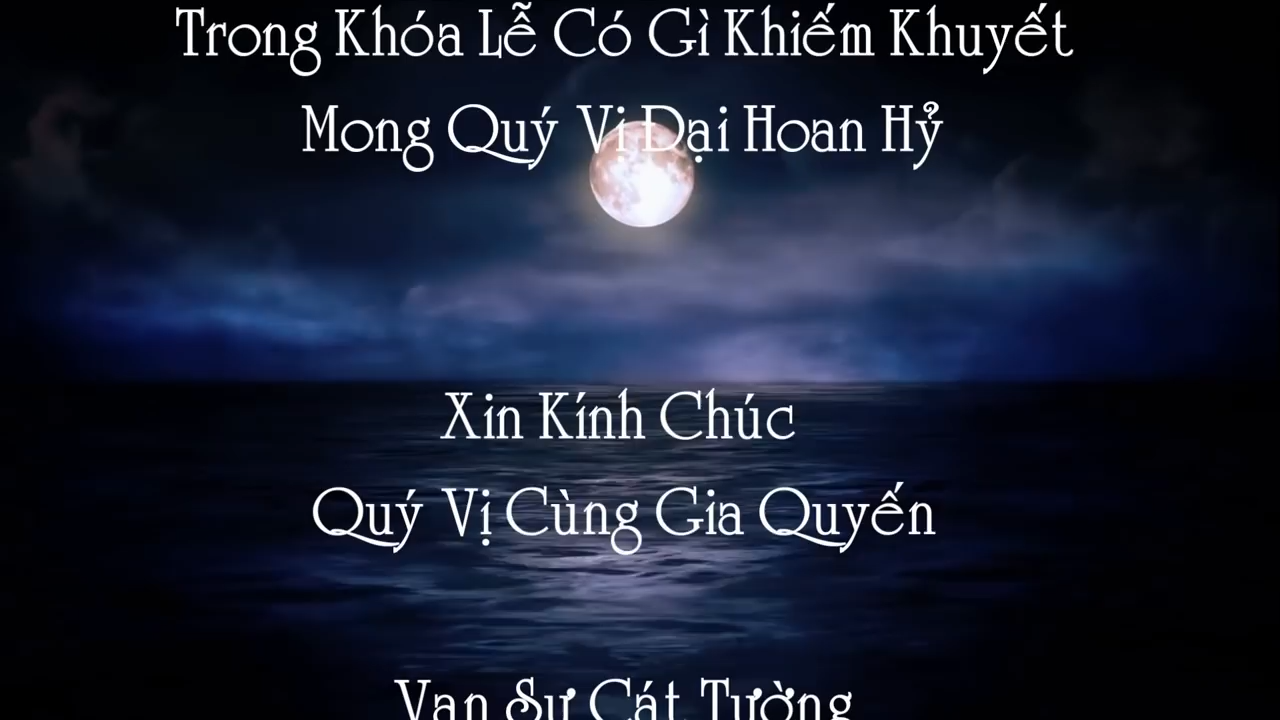 Trong Khóa Lễ Có Gì Khiếm Khuyết
Mong Quý Vị Đại Hoan Hỷ
Xin Kính Chúc
Quý Vị Cùng Gia Quyến
Vạn Sự Cát Tường